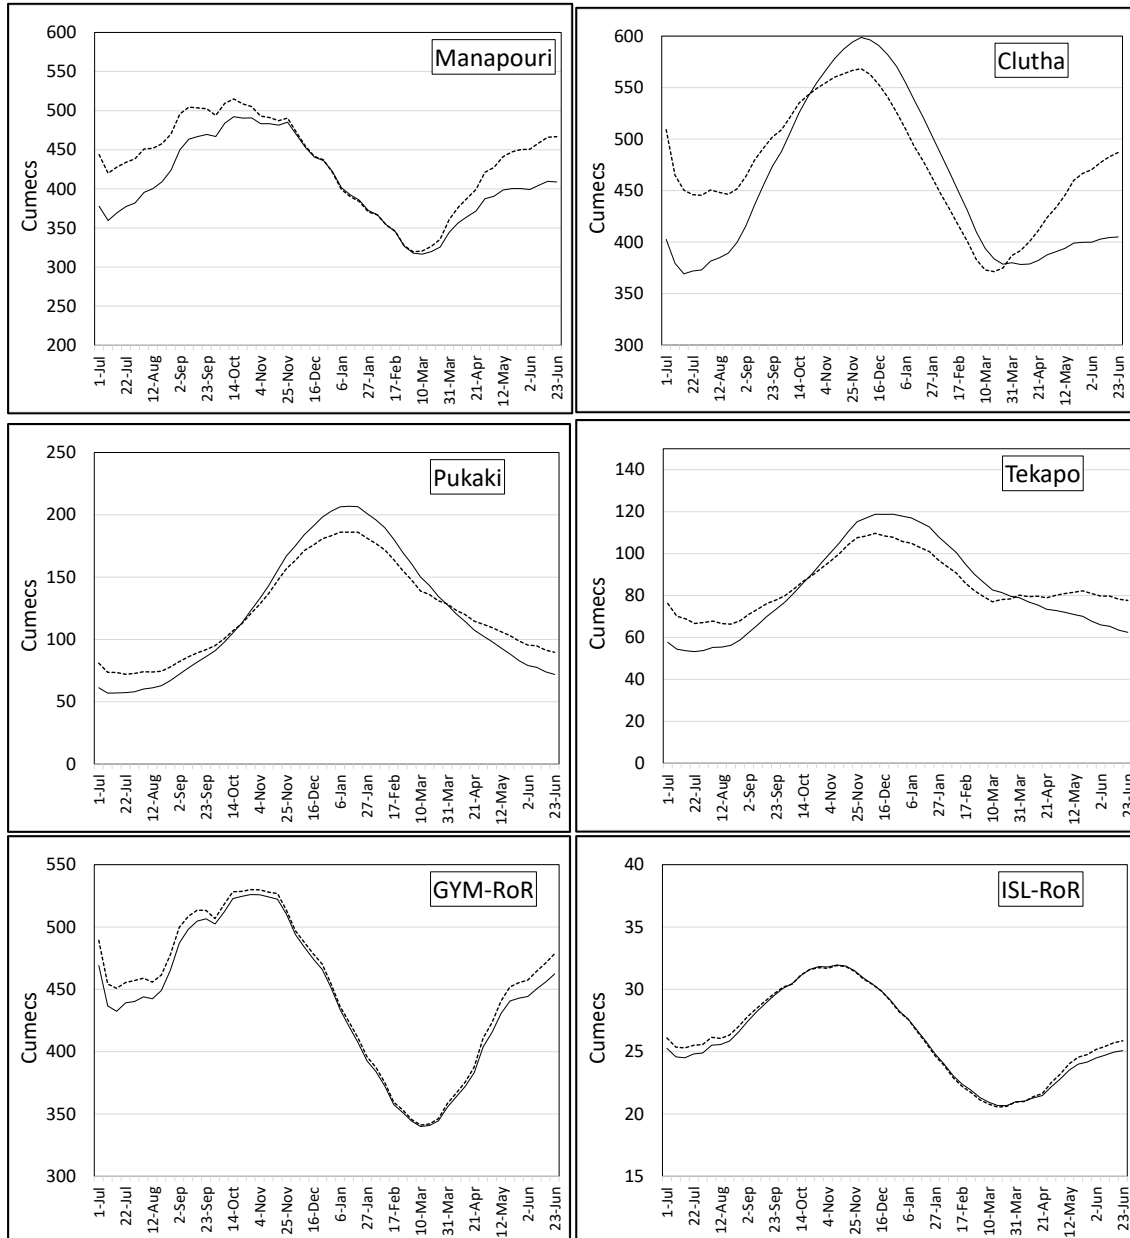 Manapouri
Cumecs
600
550
500
450
400
350
300
250
200
1-Jul
22-Jul
12-Aug
2-Sep
23-Sep
14-Oct
4-Nov
25-Nov
16-Dec
6-Jan
27-Jan
17-Feb
10-Mar
31-Mar
21-Apr
12-May
2-Jun
23-Jun
Clutha
Cumecs
600
550
500
450
400
350
300
1-Jul
22-Jul
12-Aug
2-Sep
23-Sep
14-Oct
4-Nov
25-Nov
16-Dec
6-Jan
27-Jan
17-Feb
10-Mar
31-Mar
21-Apr
12-May
2-Jun
23-Jun
Pukaki
Cumecs
250
200
150
100
50
0
1-Jul
22-Jul
12-Aug
2-Sep
23-Sep
14-Oct
4-Nov
25-Nov
16-Dec
6-Jan
27-Jan
17-Feb
10-Mar
31-Mar
21-Apr
12-May
2-Jun
23-Jun
Tekapo
Cumecs
140
120
100
80
60
40
20
0
1-Jul
22-Jul
12-Aug
2-Sep
23-Sep
14-Oct
4-Nov
25-Nov
16-Dec
6-Jan
27-Jan
17-Feb
10-Mar
31-Mar
21-Apr
12-May
2-Jun
23-Jun
GYM-RoR
Cumecs
550
500
450
400
350
300
1-Jul
22-Jul
12-Aug
2-Sep
23-Sep
14-Oct
4-Nov
25-Nov
16-Dec
6-Jan
27-Jan
17-Feb
10-Mar
31-Mar
21-Apr
12-May
2-Jun
23-Jun
ISL-RoR
Cumecs
40
35
30
25
20
15
1-Jul
22-Jul
12-Aug
2-Sep
23-Sep
14-Oct
4-Nov
25-Nov
16-Dec
6-Jan
27-Jan
17-Feb
10-Mar
31-Mar
21-Apr
12-May
2-Jun
23-Jun